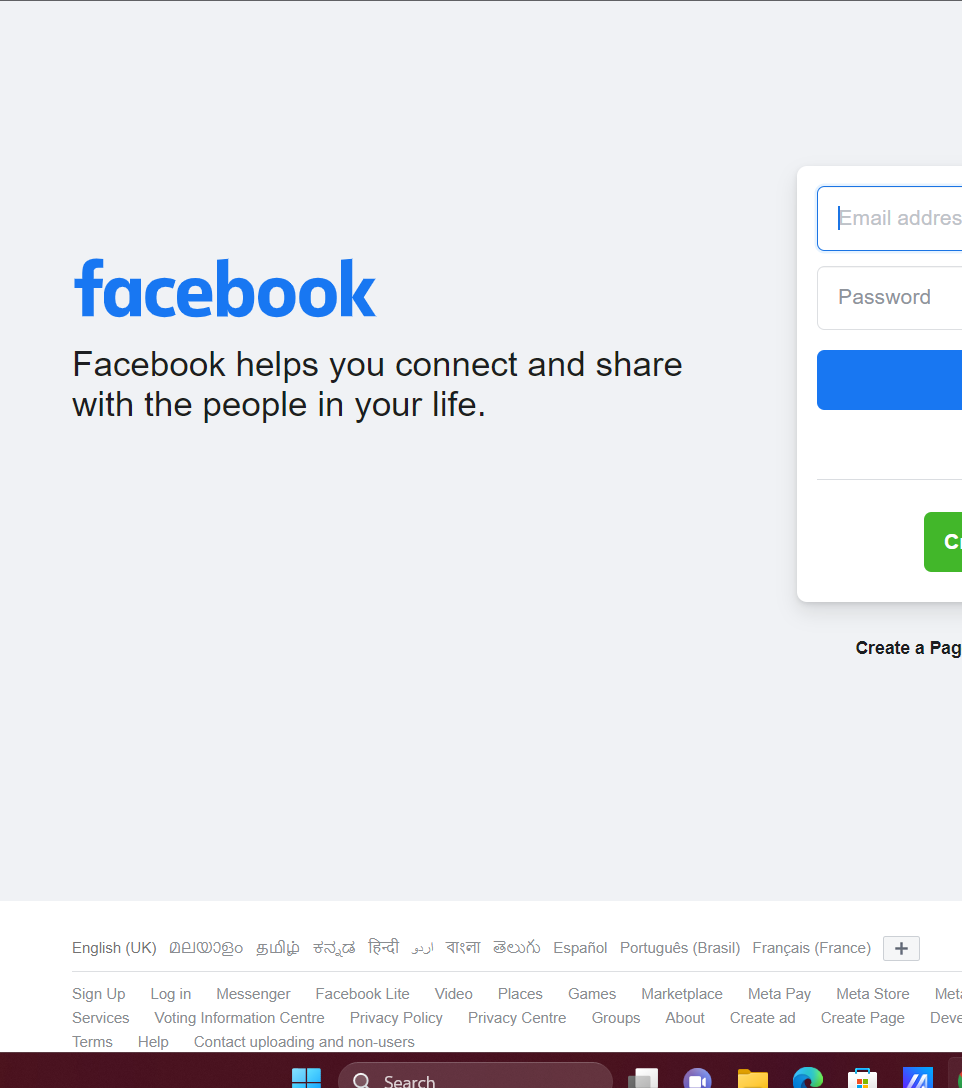 facebook
Facebook helps you connect and share
with the people in your life.
Email addres
Password
Cr
Create a Pag
English (UK) മലയാളം தமிழ் ಕನ್ನಡ हिन्दी اردو বাংলা తెలుగు Español Português (Brasil) Français (France)
Sign Up Log in Messenger Facebook Lite Video Places Games Marketplace Meta Pay Meta Store Meta
Services Voting Information Centre Privacy Policy Privacy Centre Groups About Create ad Create Page Deve
Terms Help Contact uploading and non-users
Search